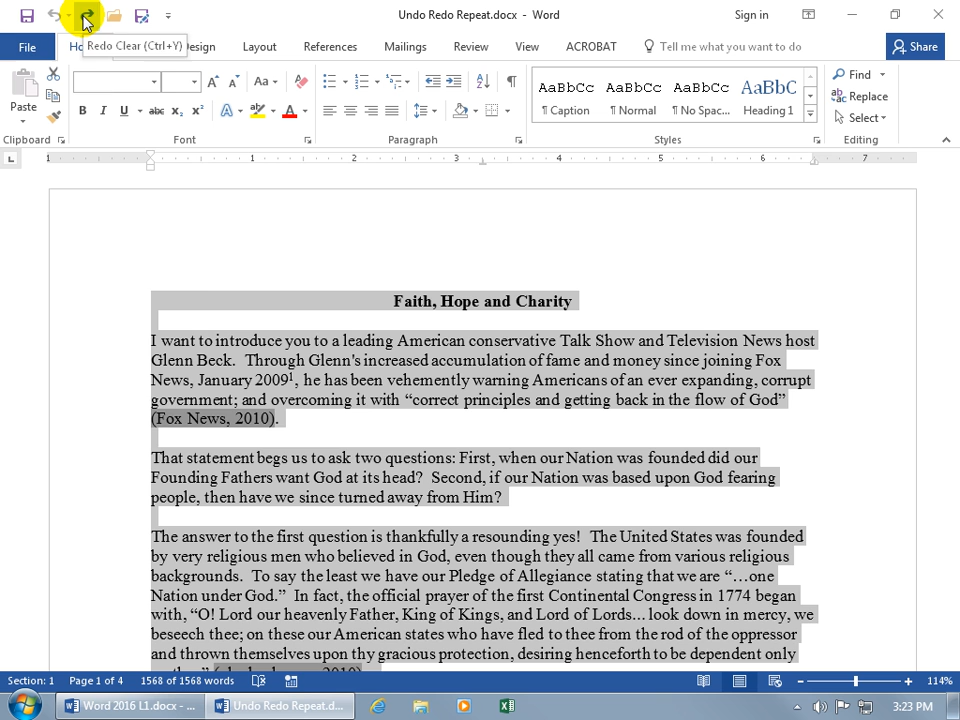 Undo Redo Repeat.docx - Word
Sign in
File
Design
Layout
References
Mailings
Review
View
ACROBAT
Tell me what you want to do
Share
Redo Clear (Ctrl+Y)
Paste
Aa
B I U abc x₂ x² A A
AaBbCc AaBbCc AaBbCc AaBbC
¶ Caption ¶ Normal ¶ No Spac... Heading 1
Find
Replace
Select
Clipboard
Font
Paragraph
Styles
Editing
1 1 2 3 4 5 6 7
Faith, Hope and Charity
I want to introduce you to a leading American conservative Talk Show and Television News host
Glenn Beck. Through Glenn's increased accumulation of fame and money since joining Fox
News, January 2009¹, he has been vehemently warning Americans of an ever expanding, corrupt
government; and overcoming it with “correct principles and getting back in the flow of God”
(Fox News, 2010).
That statement begs us to ask two questions: First, when our Nation was founded did our
Founding Fathers want God at its head? Second, if our Nation was based upon God fearing
people, then have we since turned away from Him?
The answer to the first question is thankfully a resounding yes! The United States was founded
by very religious men who believed in God, even though they all came from various religious
backgrounds. To say the least we have our Pledge of Allegiance stating that we are “…one
Nation under God.” In fact, the official prayer of the first Continental Congress in 1774 began
with, “O! Lord our heavenly Father, King of Kings, and Lord of Lords... look down in mercy, we
beseech thee; on these our American states who have fled to thee from the rod of the oppressor
and thrown themselves upon thy gracious protection, desiring henceforth to be dependent only
Section: 1 Page 1 of 4 1568 of 1568 words 114%
Word 2016 L1.docx - ...
Undo Redo Repeat.d...
3:23 PM